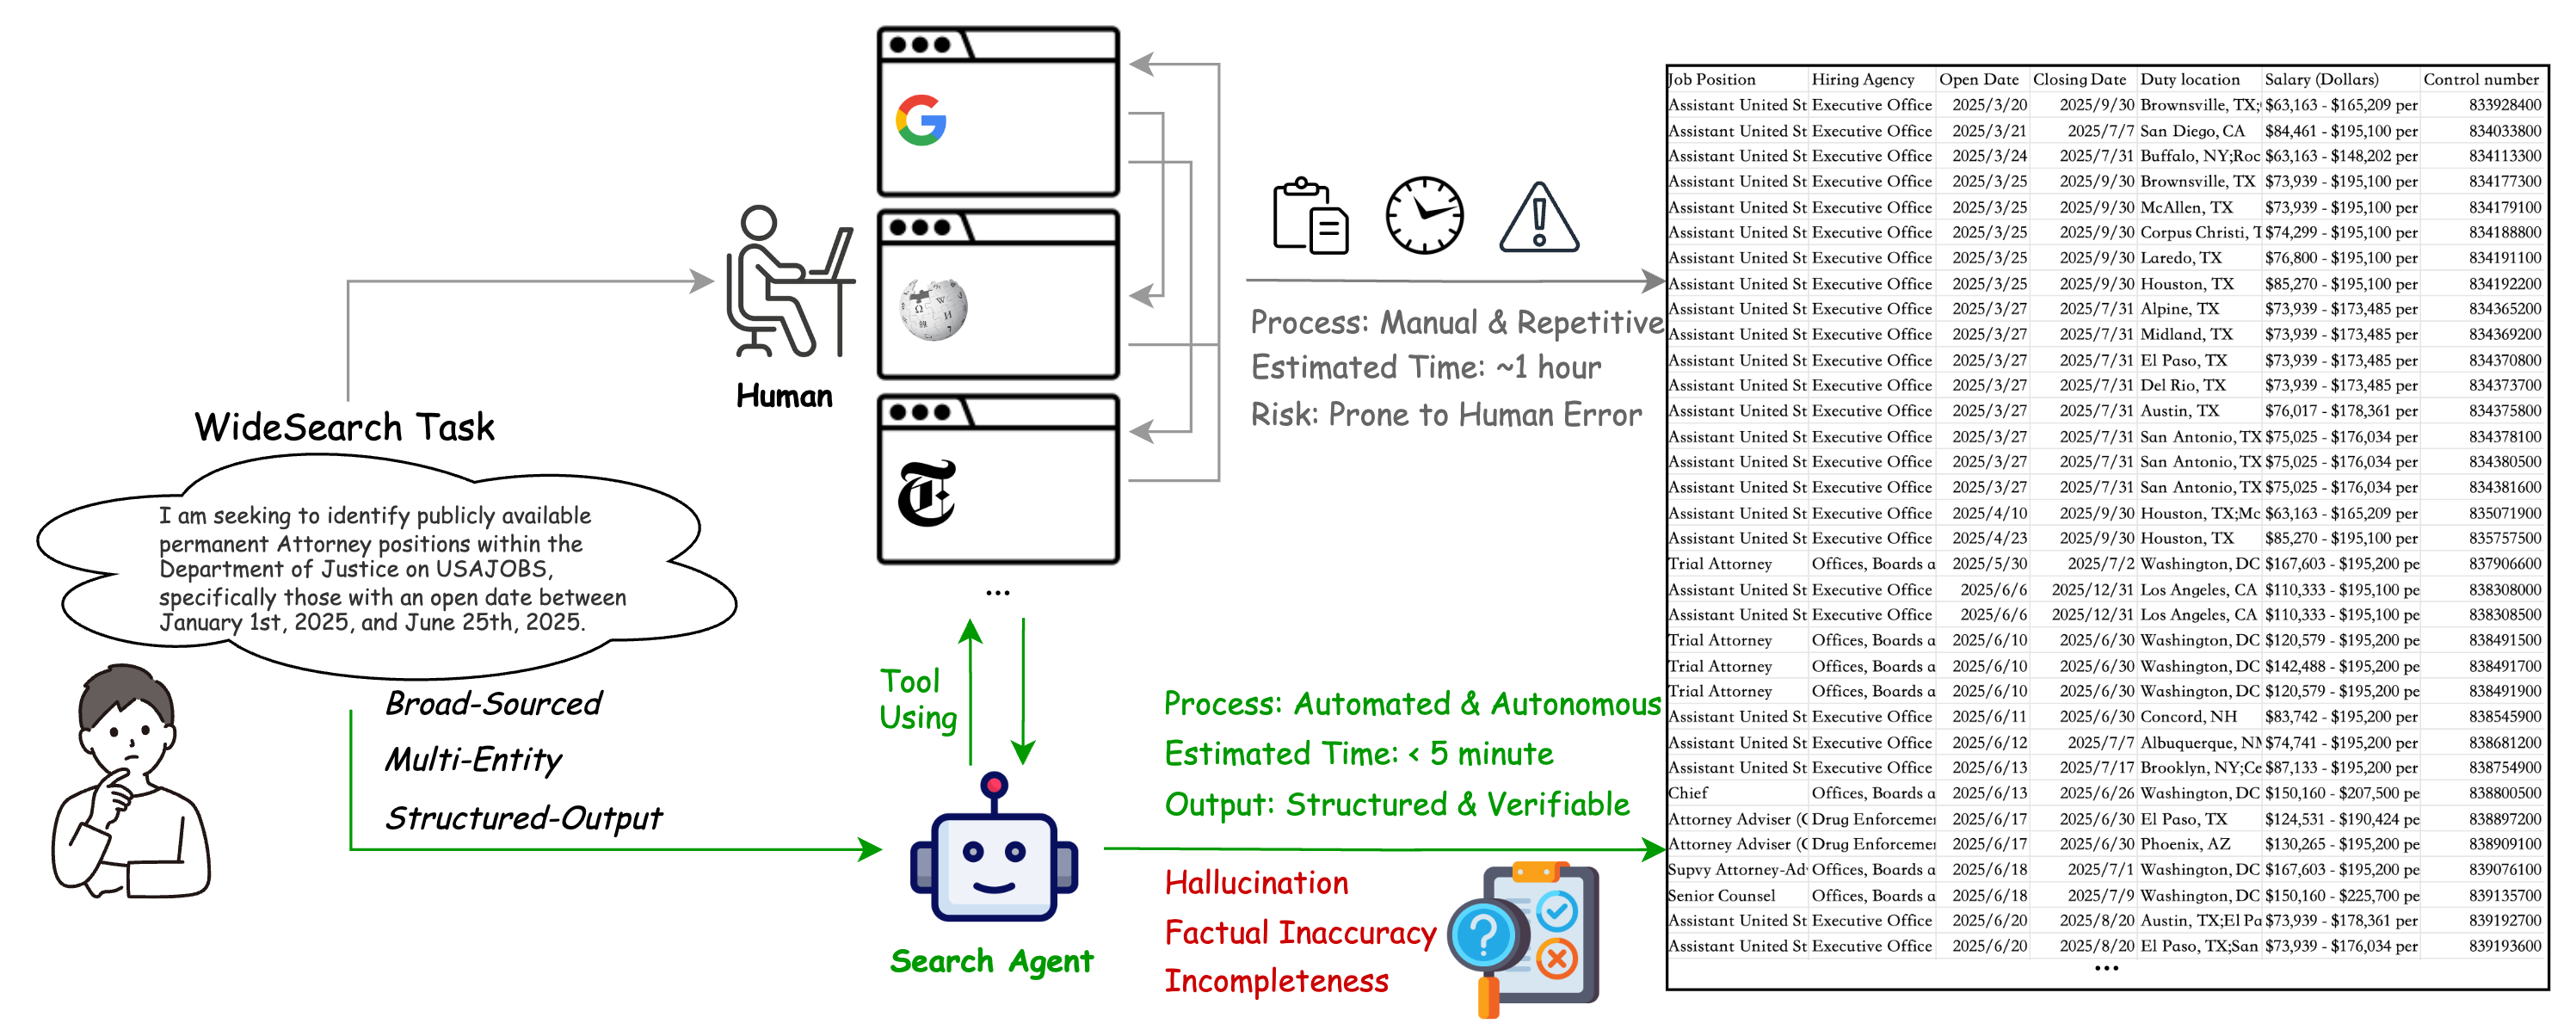 WideSearch Task
I am seeking to identify publicly available
permanent Attorney positions within the
Department of Justice on USAJOBS,
specifically those with an open date between
January 1st, 2025, and June 25th, 2025.
Broad-Sourced
Multi-Entity
Structured-Output
Human
...
Tool
Using
Search Agent
Process: Manual & Repetitive
Estimated Time: ~1 hour
Risk: Prone to Human Error
Process: Automated & Autonomous
Estimated Time: < 5 minute
Output: Structured & Verifiable
Hallucination
Factual Inaccuracy
Incompleteness
Job Position Hiring Agency Open Date Closing Date Duty location Salary (Dollars) Control number
Assistant United St Executive Office 2025/3/20 2025/9/30 Brownsville, TX; $63,163 - $165,209 per 833928400
Assistant United St Executive Office 2025/3/21 2025/7/7 San Diego, CA $84,461 - $195,100 per 834033800
Assistant United St Executive Office 2025/3/24 2025/7/31 Buffalo, NY;Roc $63,163 - $148,202 per 834113300
Assistant United St Executive Office 2025/3/25 2025/9/30 Brownsville, TX $73,939 - $195,100 per 834177300
Assistant United St Executive Office 2025/3/25 2025/9/30 McAllen, TX $73,939 - $195,100 per 834179100
Assistant United St Executive Office 2025/3/25 2025/9/30 Corpus Christi, T $74,299 - $195,100 per 834188800
Assistant United St Executive Office 2025/3/25 2025/9/30 Laredo, TX $76,800 - $195,100 per 834191100
Assistant United St Executive Office 2025/3/25 2025/9/30 Houston, TX $85,270 - $195,100 per 834192200
Assistant United St Executive Office 2025/3/27 2025/7/31 Alpine, TX $73,939 - $173,485 per 834365200
Assistant United St Executive Office 2025/3/27 2025/7/31 Midland, TX $73,939 - $173,485 per 834369200
Assistant United St Executive Office 2025/3/27 2025/7/31 El Paso, TX $73,939 - $173,485 per 834370800
Assistant United St Executive Office 2025/3/27 2025/7/31 Del Rio, TX $73,939 - $173,485 per 834373700
Assistant United St Executive Office 2025/3/27 2025/7/31 Austin, TX $76,017 - $178,361 per 834375800
Assistant United St Executive Office 2025/3/27 2025/7/31 San Antonio, TX $75,025 - $176,034 per 834378100
Assistant United St Executive Office 2025/3/27 2025/7/31 San Antonio, TX $75,025 - $176,034 per 834380500
Assistant United St Executive Office 2025/3/27 2025/7/31 San Antonio, TX $75,025 - $176,034 per 834381600
Assistant United St Executive Office 2025/4/10 2025/9/30 Houston, TX;Mc $63,163 - $165,209 per 835071900
Assistant United St Executive Office 2025/4/23 2025/9/30 Houston, TX $85,270 - $195,100 per 835757500
Trial Attorney Offices, Boards a 2025/5/30 2025/7/2 Washington, DC $167,603 - $195,200 pe 837906600
Assistant United St Executive Office 2025/6/6 2025/12/31 Los Angeles, CA $110,333 - $195,100 pe 838308000
Assistant United St Executive Office 2025/6/6 2025/12/31 Los Angeles, CA $110,333 - $195,100 pe 838308500
Trial Attorney Offices, Boards a 2025/6/10 2025/6/30 Washington, DC $120,579 - $195,200 pe 838491500
Trial Attorney Offices, Boards a 2025/6/10 2025/6/30 Washington, DC $142,488 - $195,200 pe 838491700
Trial Attorney Offices, Boards a 2025/6/10 2025/6/30 Washington, DC $120,579 - $195,200 pe 838491900
Assistant United St Executive Office 2025/6/11 2025/6/30 Concord, NH $83,742 - $195,200 per 838545900
Assistant United St Executive Office 2025/6/12 2025/7/7 Albuquerque, NM $74,741 - $195,200 per 838681200
Assistant United St Executive Office 2025/6/13 2025/7/17 Brooklyn, NY;Ce $87,133 - $195,200 per 838754900
Chief Offices, Boards a 2025/6/13 2025/6/26 Washington, DC $150,160 - $207,500 pe 838800500
Attorney Adviser (C Drug Enforcemer 2025/6/17 2025/6/30 El Paso, TX $124,531 - $190,424 pe 838897200
Attorney Adviser (C Drug Enforcemer 2025/6/17 2025/6/30 Phoenix, AZ $130,265 - $195,200 pe 838909100
Supvy Attorney-Ad Offices, Boards a 2025/6/18 2025/7/1 Washington, DC $167,603 - $195,200 pe 839076100
Senior Counsel Offices, Boards a 2025/6/18 2025/7/9 Washington, DC $150,160 - $225,700 pe 839135700
Assistant United St Executive Office 2025/6/20 2025/8/20 Austin, TX;El Pa $73,939 - $178,361 per 839192700
Assistant United St Executive Office 2025/6/20 2025/8/20 El Paso, TX;San $73,939 - $176,034 per 839193600
...